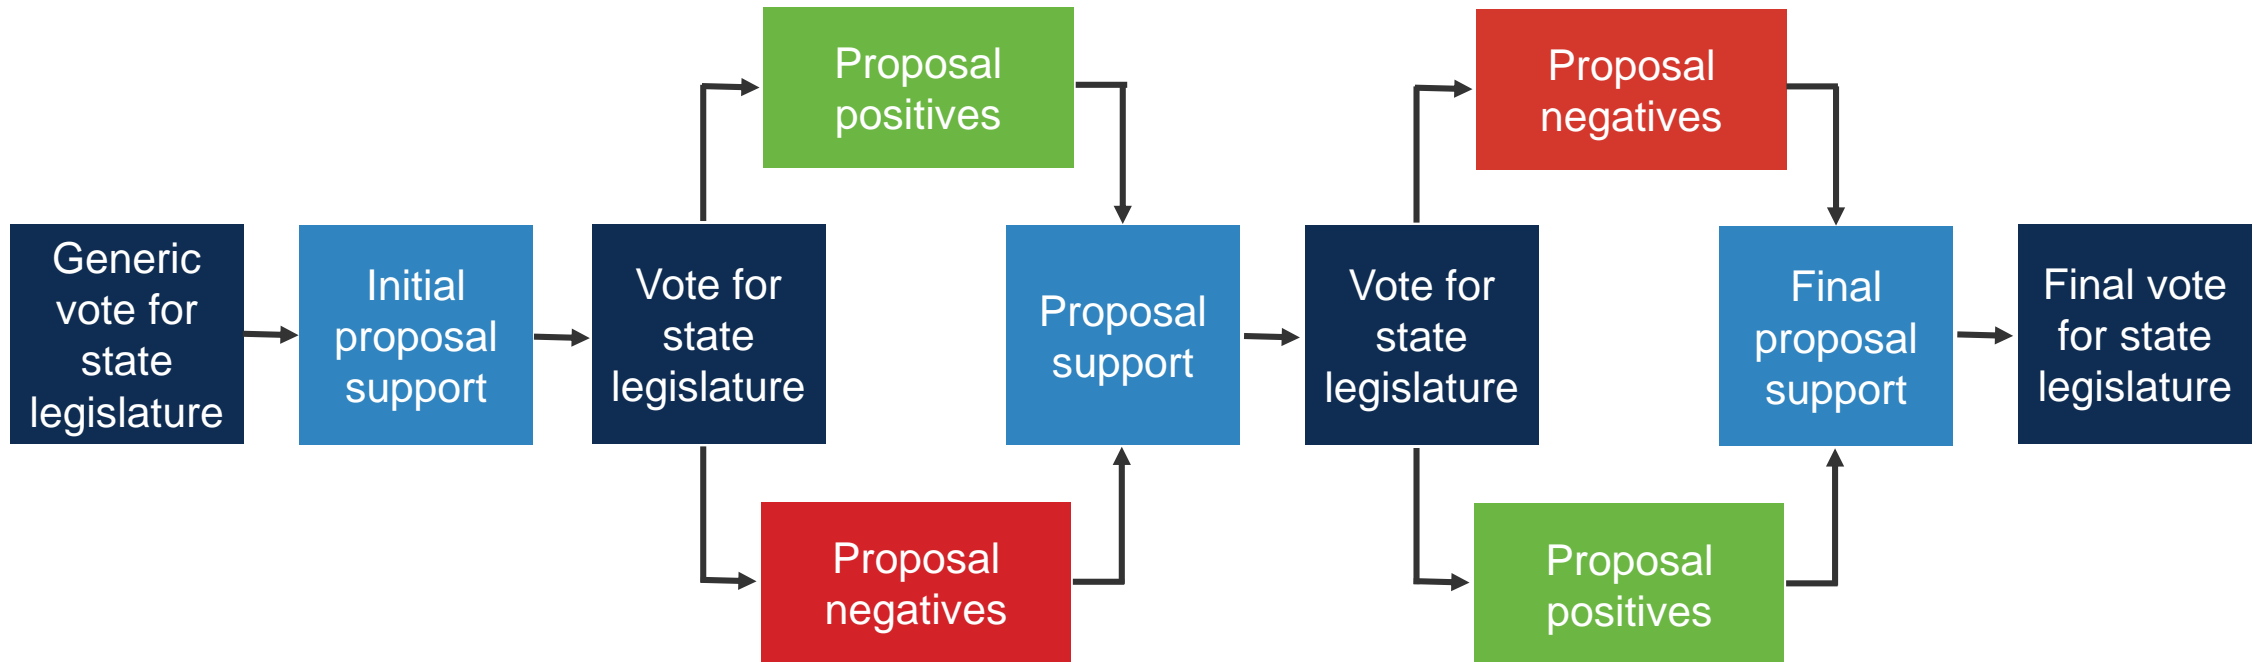 Generic
vote for
state
legislature
Initial
proposal
support
Vote for
state
legislature
Proposal
positives
Proposal
negatives
Proposal
support
Vote for
state
legislature
Proposal
negatives
Proposal
positives
Final
proposal
support
Final vote
for state
legislature